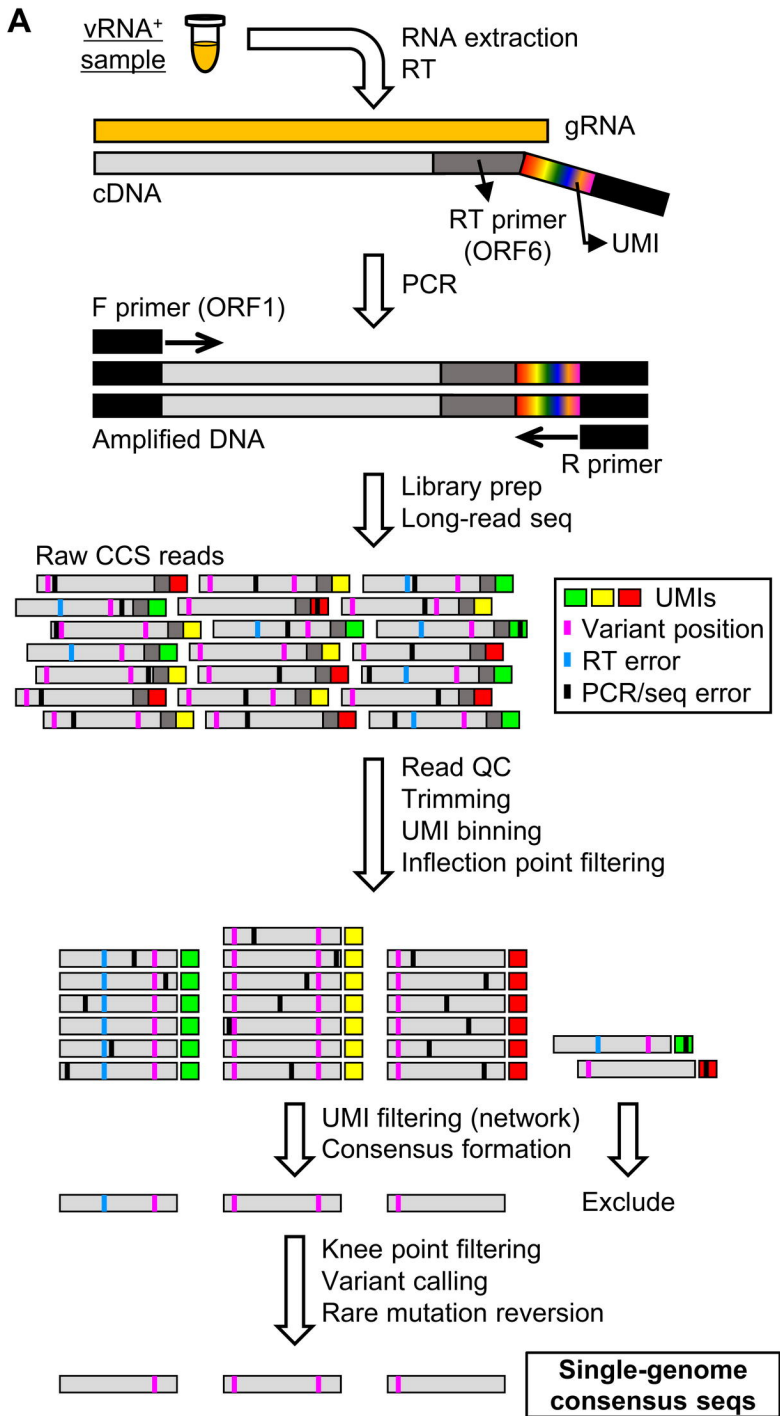 A
vRNA+
sample
RNA extraction
RT
gRNA
cDNA
RT primer
(ORF6)
UMI
PCR
F primer (ORF1)
Amplified DNA
R primer
Library prep
Long-read seq
Raw CCS reads
UMIs
Variant position
RT error
PCR/seq error
Read QC
Trimming
UMI binning
Inflection point filtering
UMI filtering (network)
Consensus formation
Exclude
Knee point filtering
Variant calling
Rare mutation reversion
Single-genome
consensus seqs